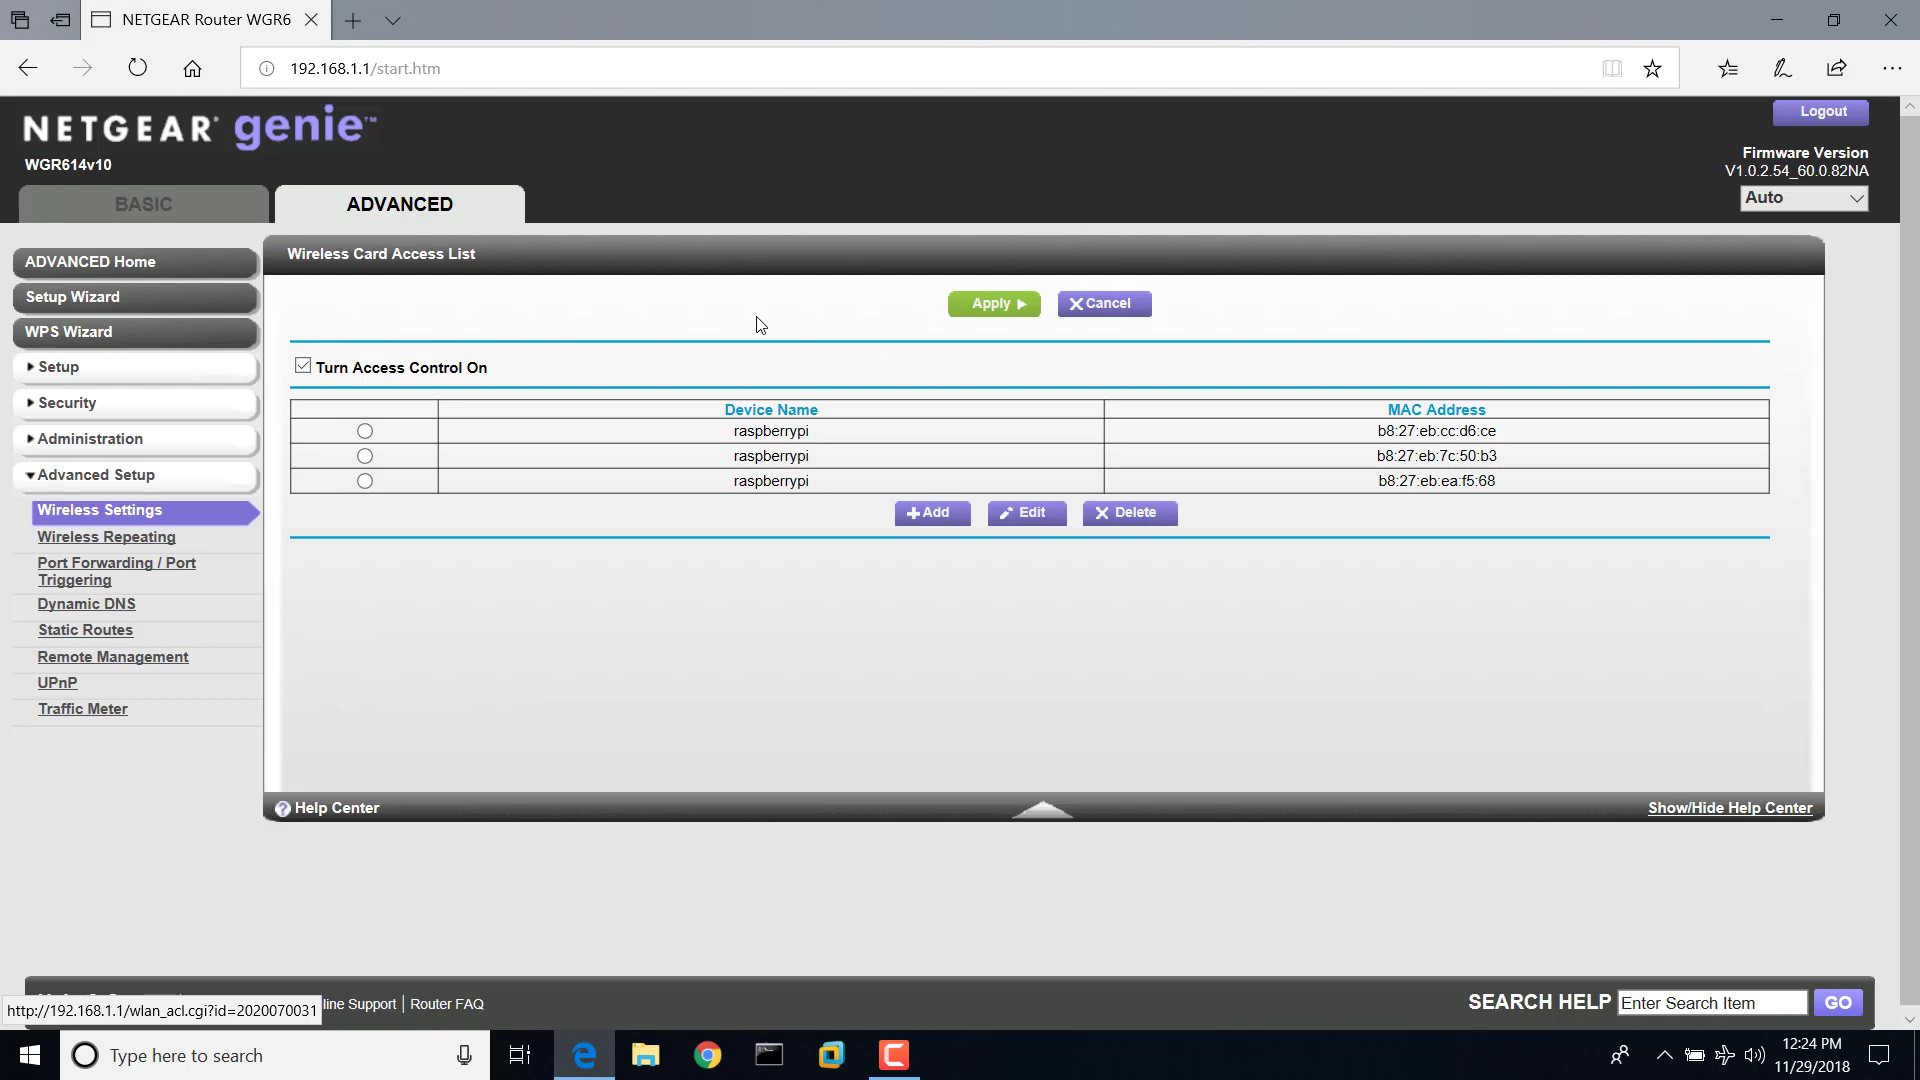 NETGEAR Router WGR6
192.168.1.1/start.htm
NETGEAR® genie™
WGR614v10
Logout
Firmware Version
V1.0.2.54_60.0.82NA
Auto
BASIC
ADVANCED
ADVANCED Home
Setup Wizard
WPS Wizard
Setup
Security
Administration
Advanced Setup
Wireless Settings
Wireless Repeating
Port Forwarding / Port
Triggering
Dynamic DNS
Static Routes
Remote Management
UPnP
Traffic Meter
Wireless Card Access List
Apply
Cancel
Turn Access Control On
Device Name MAC Address
raspberrypi b8:27:eb:cc:d6:ce
raspberrypi b8:27:eb:7c:50:b3
raspberrypi b8:27:eb:ea:f5:68
Add Edit Delete
Help Center
Show/Hide Help Center
http://192.168.1.1/wlan_acl.cgi?id=2020070031
line Support | Router FAQ
SEARCH HELP Enter Search Item GO
Type here to search
12:24 PM
11/29/2018